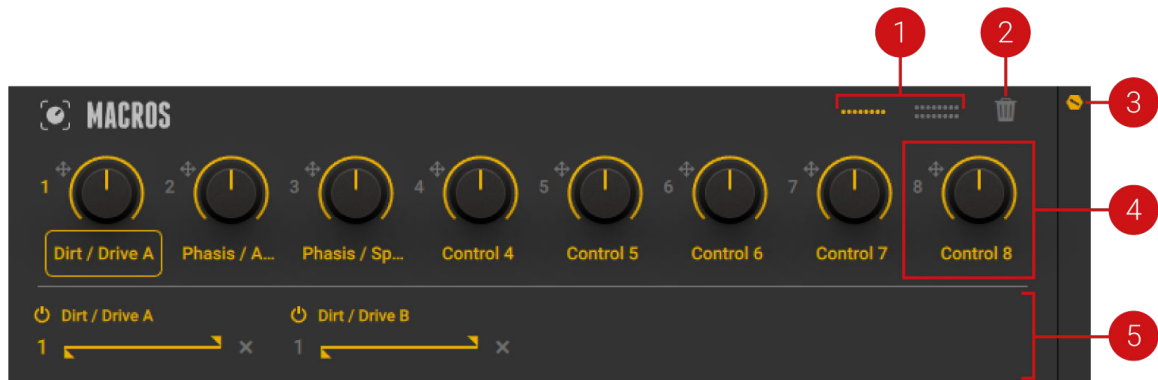 1
2
MACROS
3
1 2 3 4 5 6 7 8
4
Dirt / Drive A Phasis / A... Phasis / Sp... Control 4 Control 5 Control 6 Control 7 Control 8
Dirt / Drive A Dirt / Drive B
1 1
5